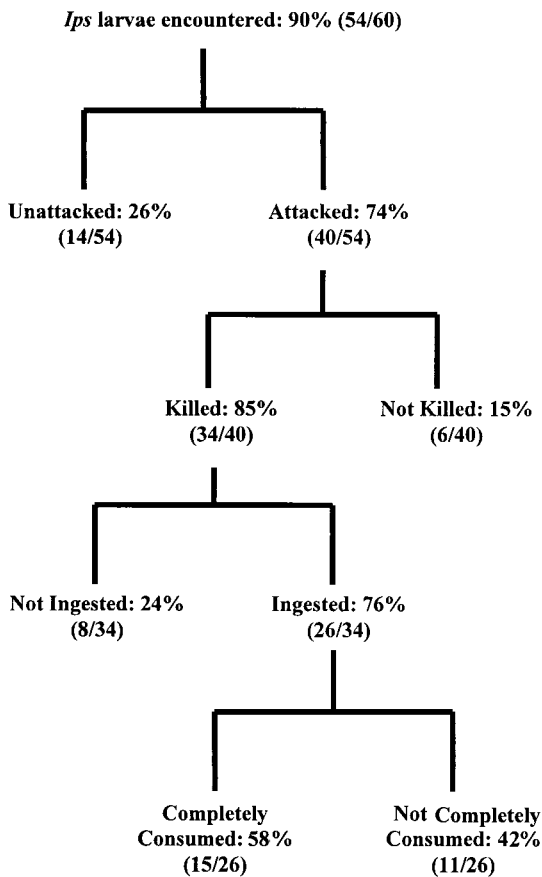 Ips larvae encountered: 90% (54/60)
Unattacked: 26%
(14/54)
Attacked: 74%
(40/54)
Killed: 85%
(34/40)
Not Killed: 15%
(6/40)
Not Ingested: 24%
(8/34)
Ingested: 76%
(26/34)
Completely
Consumed: 58%
(15/26)
Not Completely
Consumed: 42%
(11/26)